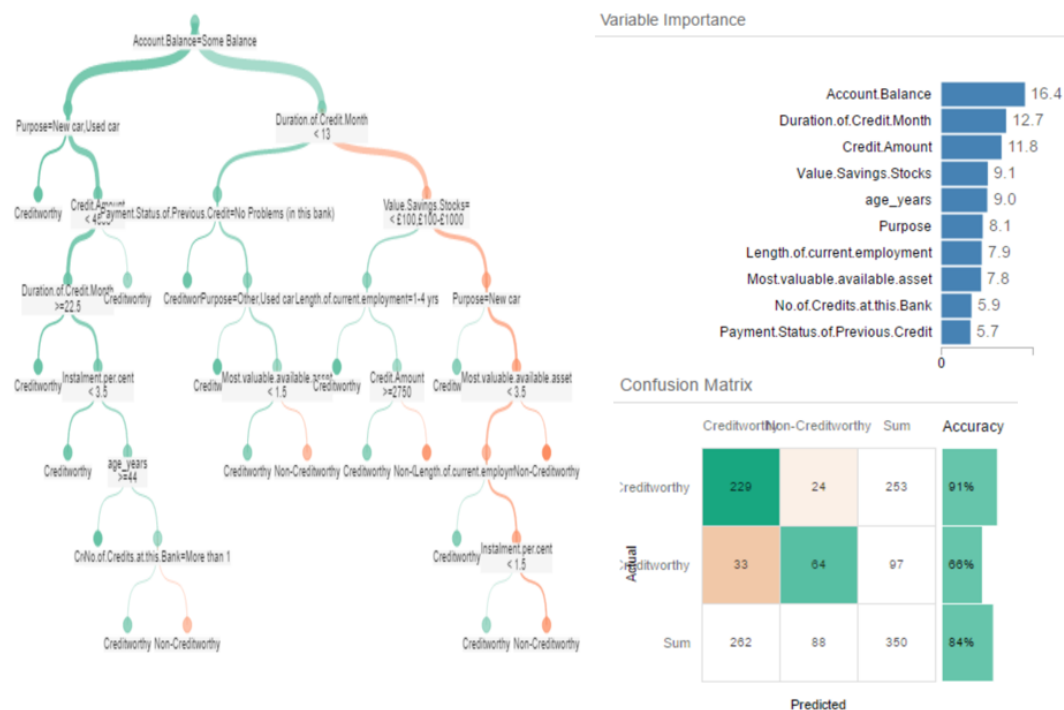 Account.Balance=Some Balance
Purpose=New car,Used car
Duration.of.Credit.Month
< 13
Creditworthy
Credit.Amount
Payment.Status.of.Previous.Credit=No Problems (in this bank)
Value.Savings.Stocks=
< £100,£100-£1000
Duration.of.Credit.Month
>=22.5
Creditworthy
Purpose=Other,Used car
Length.of.current.employment=1-4 yrs
Purpose=New car
Creditworthy
Instalment.per.cent
< 3.5
Most.valuable.available.asset
< 1.5
Credit.Amount
>=2750
Most.valuable.available.asset
< 3.5
Creditworthy
age_years
>=44
Creditworthy
Non-Creditworthy
Creditworthy
Length.of.current.employm
Non-Creditworthy
No.of.Credits.at.this.Bank=More than 1
Creditworthy
Instalment.per.cent
< 1.5
Creditworthy
Non-Creditworthy
Creditworthy
Non-Creditworthy
Variable Importance
Account.Balance 16.4
Duration.of.Credit.Month 12.7
Credit.Amount 11.8
Value.Savings.Stocks 9.1
age_years 9.0
Purpose 8.1
Length.of.current.employment 7.9
Most.valuable.available.asset 7.8
No.of.Credits.at.this.Bank 5.9
Payment.Status.of.Previous.Credit 5.7
0
Confusion Matrix
Non-Creditworthy Sum Accuracy
229 24 253 91%
Actual
33 64 97 66%
Sum 262 88 350 84%
Predicted